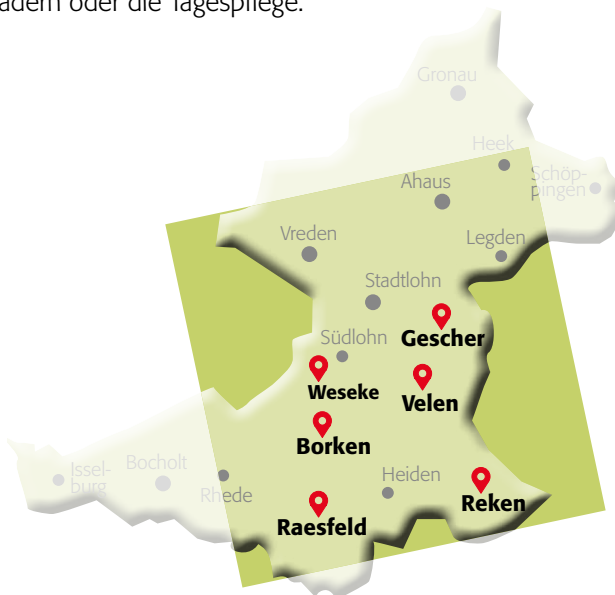 oder die Tagespflege.
Gronau
Heek
Schöp-
pingen
Ahaus
Vreden
Legden
Stadtlohn
Gescher
Südlohn
Weseke
Velen
Borken
Issel-
burg
Bocholt
Rhede
Heiden
Reken
Raesfeld